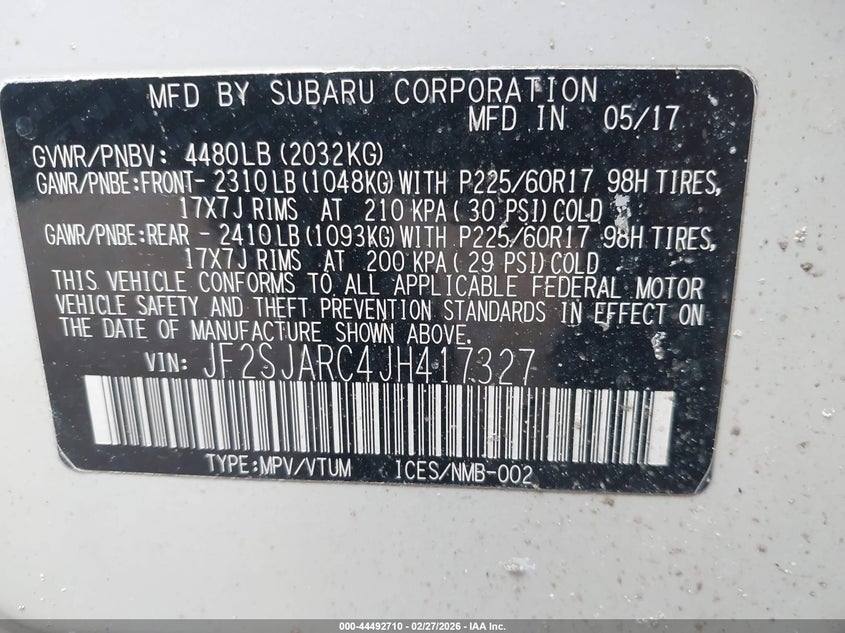 MFD BY SUBARU CORPORATION
MFD IN 05/17
GVWR/PNBV: 4480LB(2032KG)
GAWR/PNBE:FRONT- 2310LB(1048KG)WITH P225/60R17 98H TIRES,
17X7J RIMS AT 210 KPA(30 PSI)COLD
GAWR/PNBE:REAR - 2410LB(1093KG)WITH P225/60R17 98H TIRES,
17X7J RIMS AT 200 KPA(29 PSI)COLD
THIS VEHICLE CONFORMS TO ALL APPLICABLE FEDERAL MOTOR
VEHICLE SAFETY AND THEFT PREVENTION STANDARDS IN EFFECT ON
THE DATE OF MANUFACTURE SHOWN ABOVE.
VIN: JF2SJARC4JH417327
TYPE:MPV/VTUM ICES/NMB-002
000-44492710 - 02/27/2026 - IAA Inc.